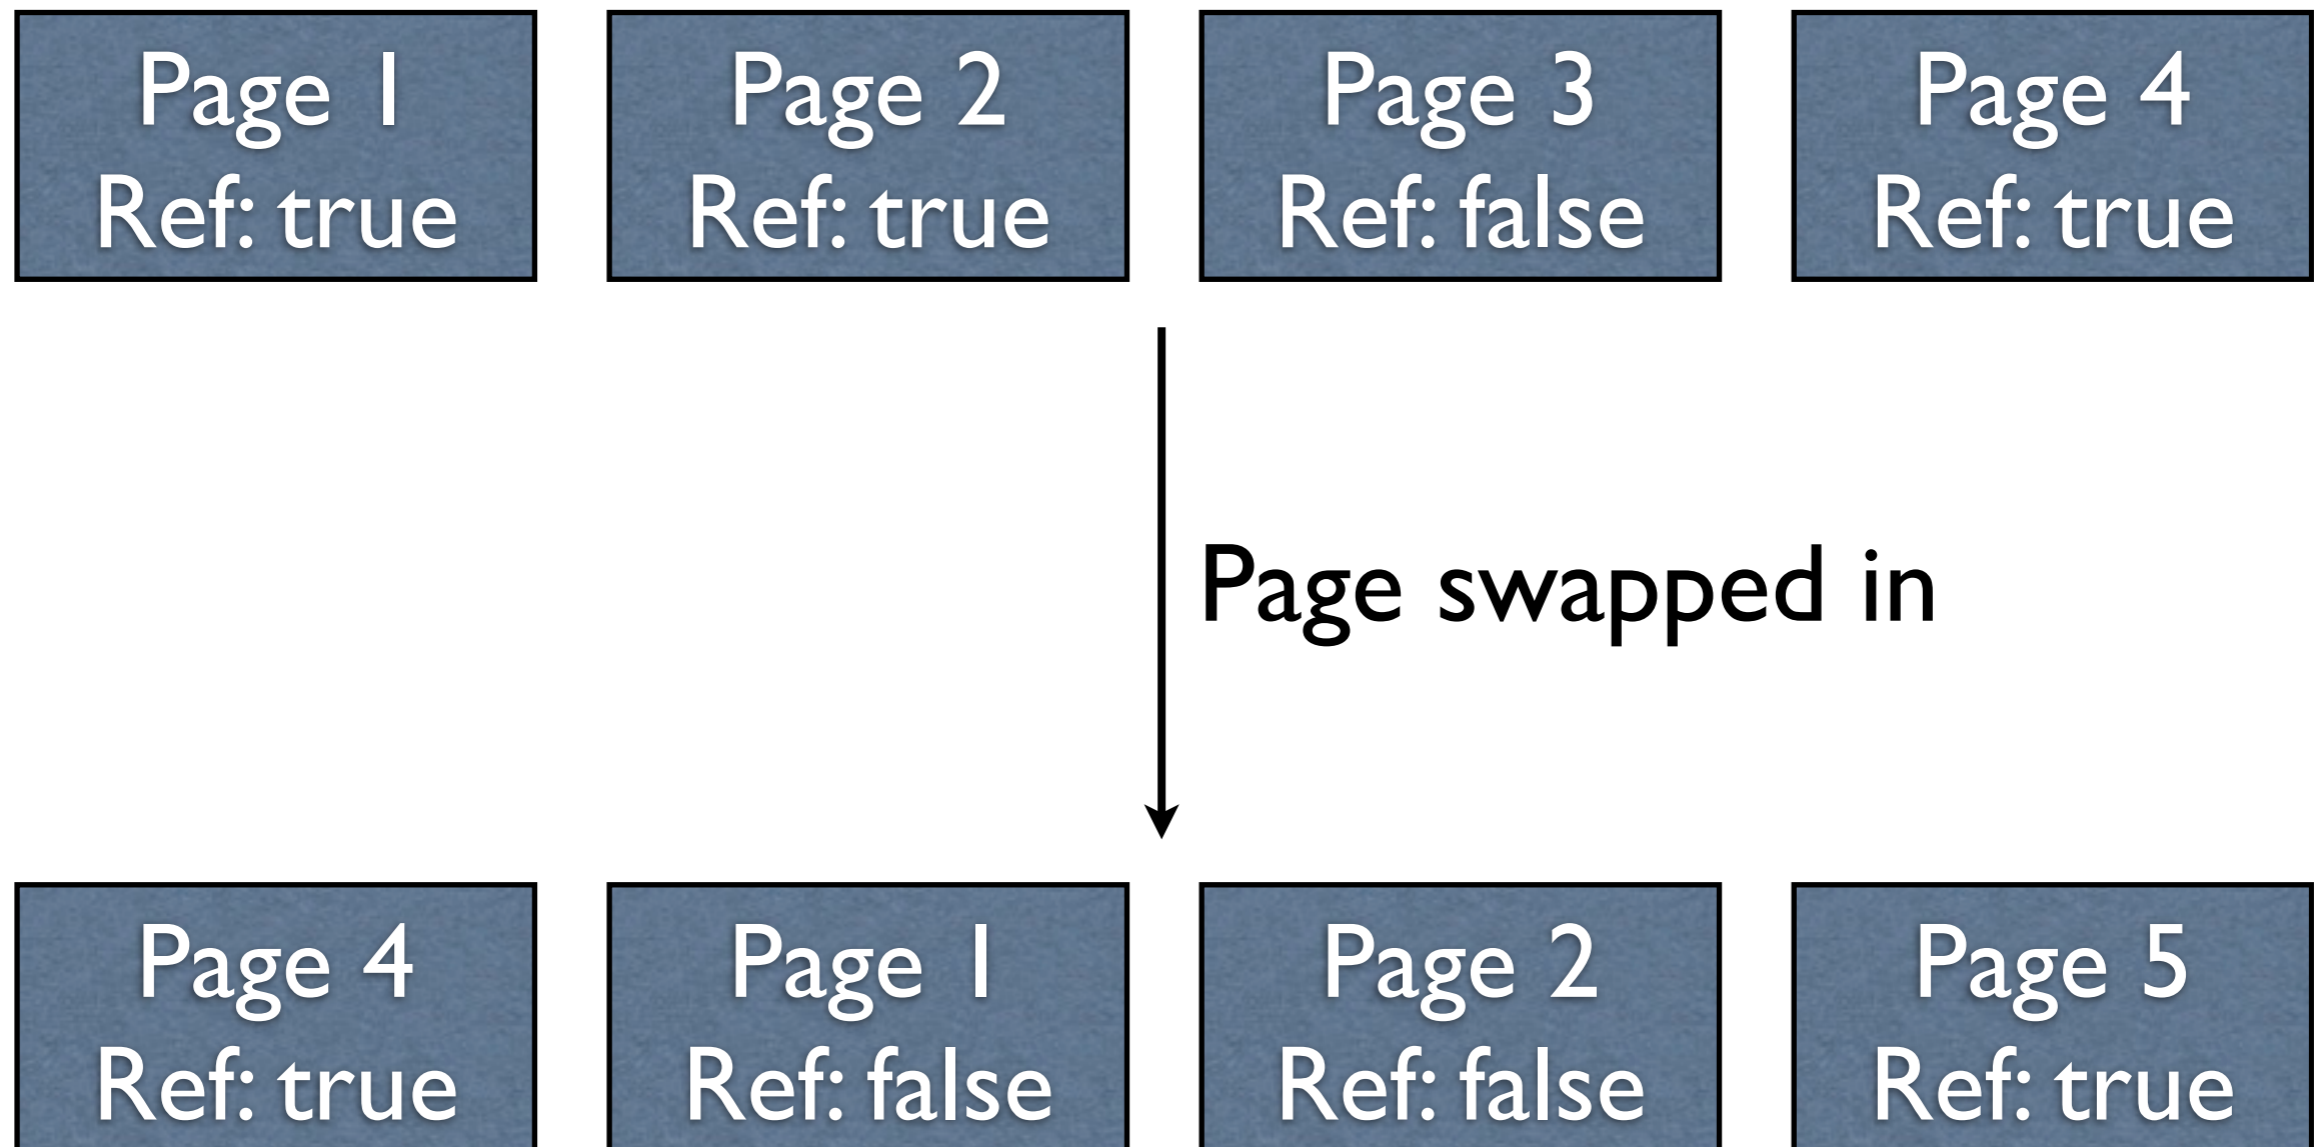 Page 1
Ref: true
Page 2
Ref: true
Page 3
Ref: false
Page 4
Ref: true
Page swapped in
Page 4
Ref: true
Page 1
Ref: false
Page 2
Ref: false
Page 5
Ref: true